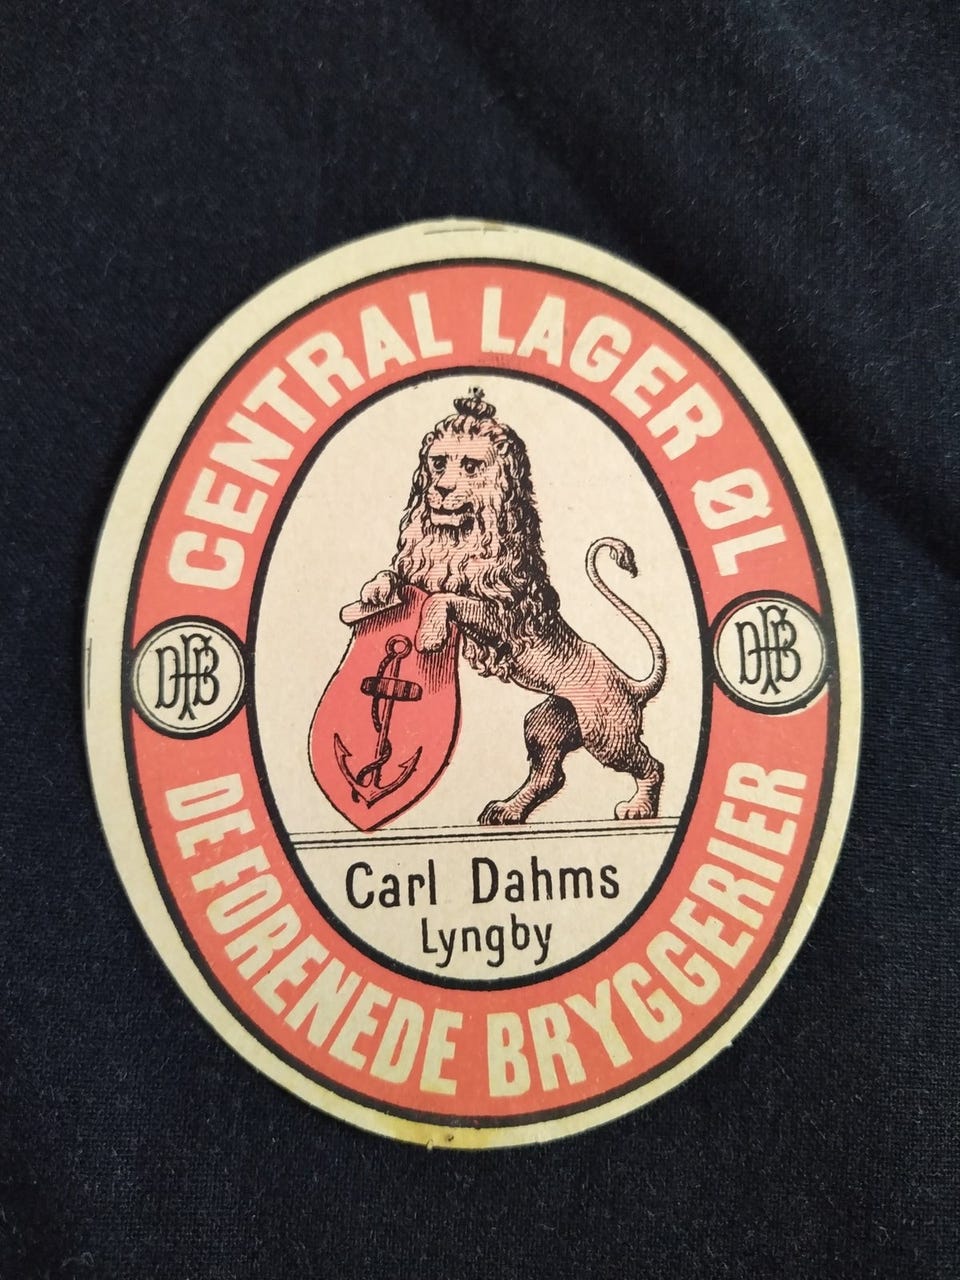 CENTRAL LAGER ØL
DFB
DFB
Carl Dahms
Lyngby
DE FORENEDE BRYGGERIER